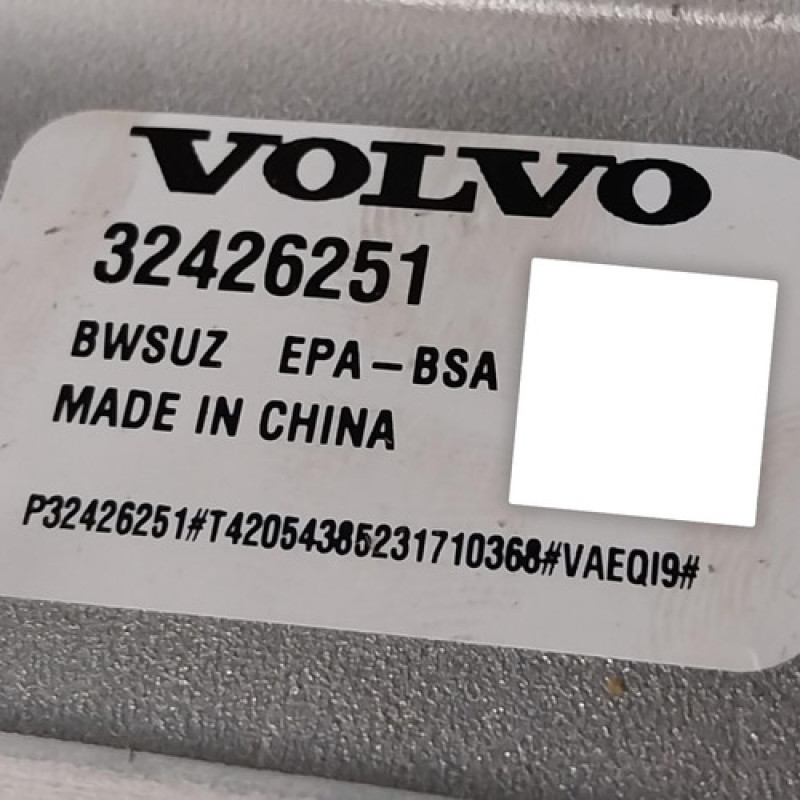 VOLVO
32426251
BWSUZ EPA-BSA
MADE IN CHINA
P32426251#T42054385231710368#VAEQI9#